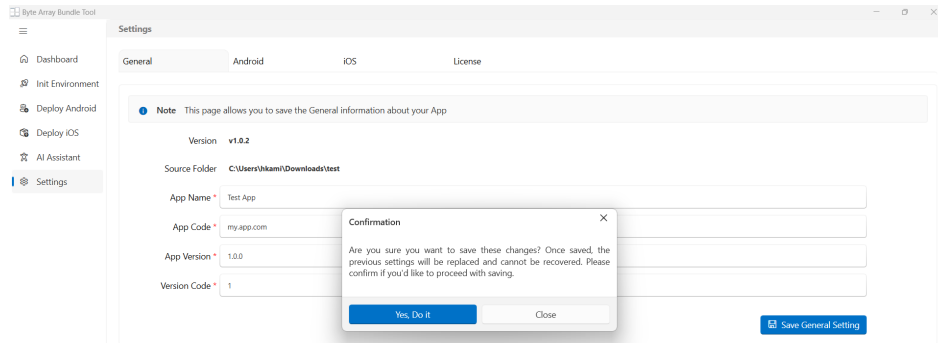 Byte Array Bundle Tool
Settings
Dashboard
Init Environment
Deploy Android
Deploy iOS
AI Assistant
Settings
General Android iOS License
Note This page allows you to save the General information about your App
Version v1.0.2
Source Folder C:\Users\hkami\Downloads\test
App Name * Test App
App Code * my.app.com
App Version * 1.0.0
Version Code * 1
Confirmation
Are you sure you want to save these changes? Once saved, the
previous settings will be replaced and cannot be recovered. Please
confirm if you'd like to proceed with saving.
Yes, Do it Close
Save General Setting